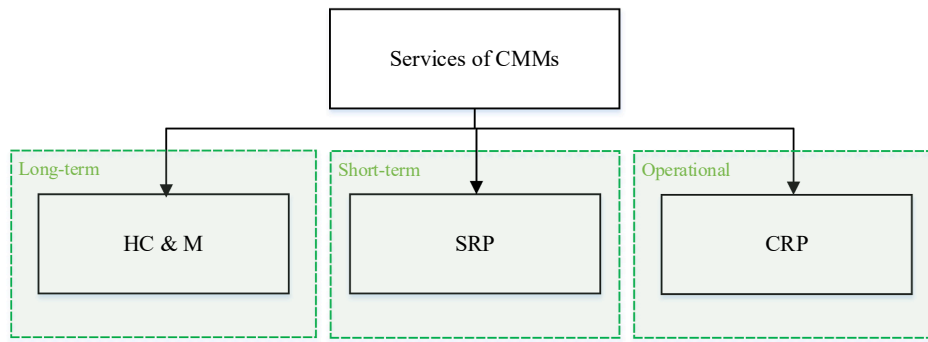 Services of CMMs
Long-term
Short-term
Operational
HC & M
SRP
CRP